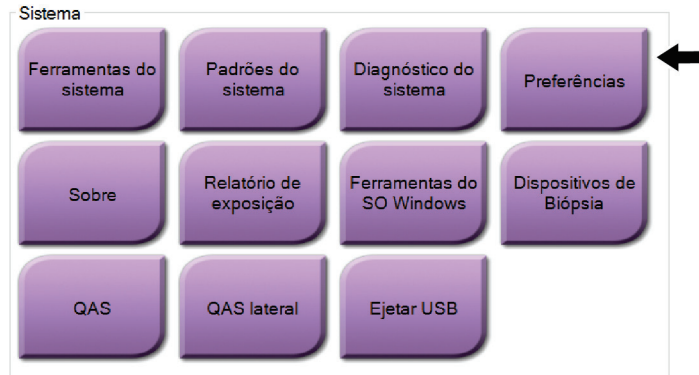 Sistema
Ferramentas do
sistema
Padrões do
sistema
Diagnóstico do
sistema
Preferências
Sobre
Relatório de
exposição
Ferramentas do
SO Windows
Dispositivos de
Biópsia
QAS
QAS lateral
Ejetar USB